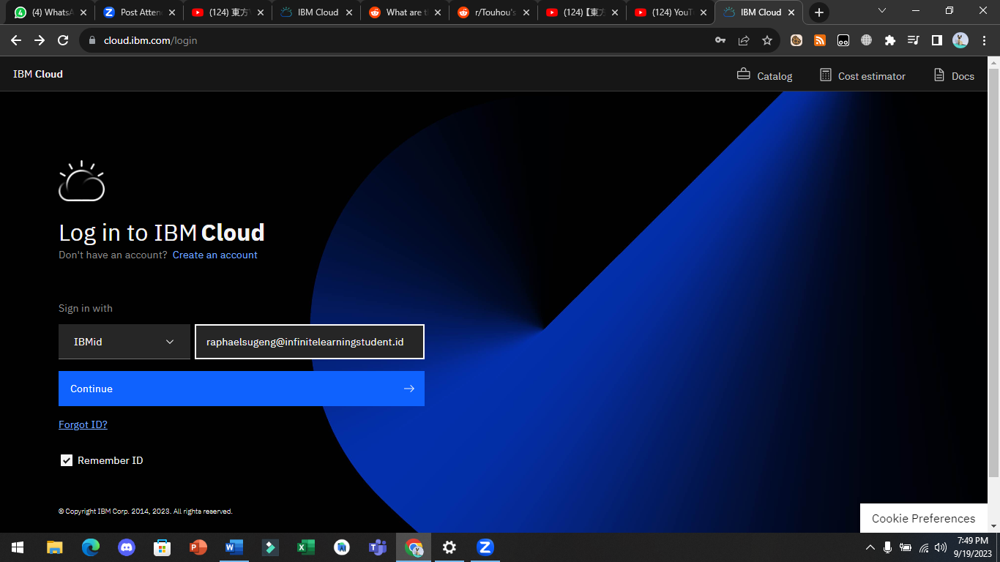 (4) WhatsA
Post Atten
(124) 東方
IBM Cloud
What are t
r/Touhou's
(124) 【東方
(124) YouT
IBM Cloud
cloud.ibm.com/login
IBM Cloud
Catalog
Cost estimator
Docs
Log in to IBM Cloud
Don't have an account? Create an account
Sign in with
IBMid
raphaelsugeng@infinitelearningstudent.id
Continue
Forgot ID?
Remember ID
© Copyright IBM Corp. 2014, 2023. All rights reserved.
Cookie Preferences
7:49 PM
9/19/2023